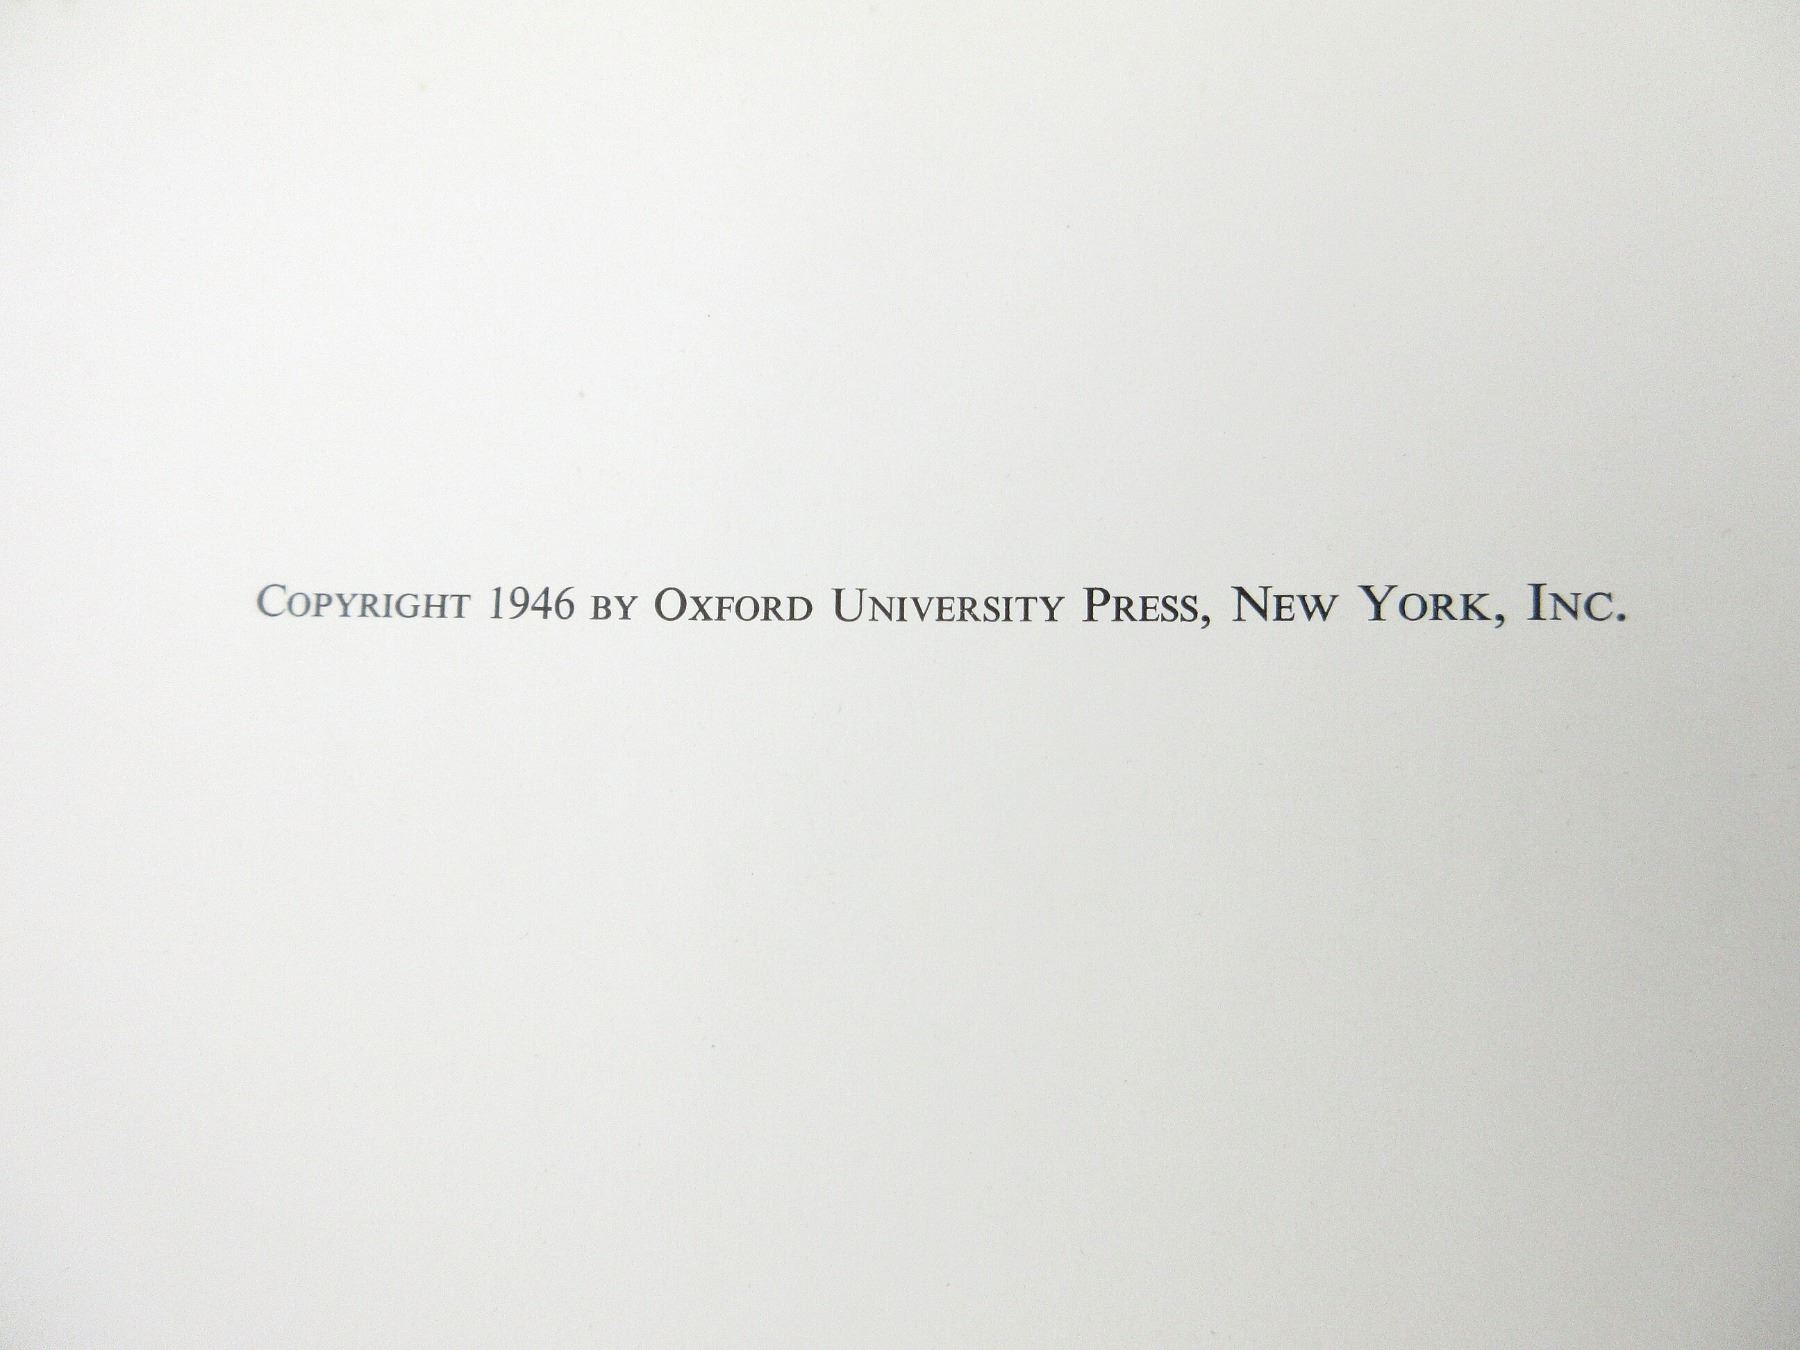 Copyright 1946 by Oxford University Press, New York, Inc.